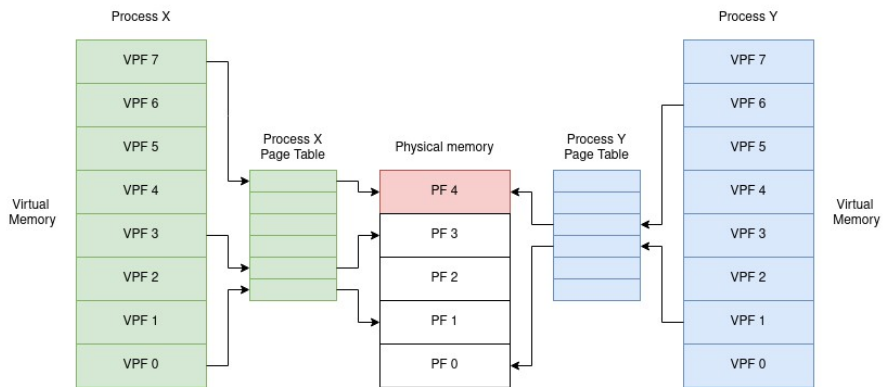 Process X
Process Y
VPF 7
VPF 6
VPF 5
VPF 4
VPF 3
VPF 2
VPF 1
VPF 0
Virtual
Memory
Process X
Page Table
Physical memory
PF 4
PF 3
PF 2
PF 1
PF 0
Process Y
Page Table
VPF 7
VPF 6
VPF 5
VPF 4
VPF 3
VPF 2
VPF 1
VPF 0
Virtual
Memory